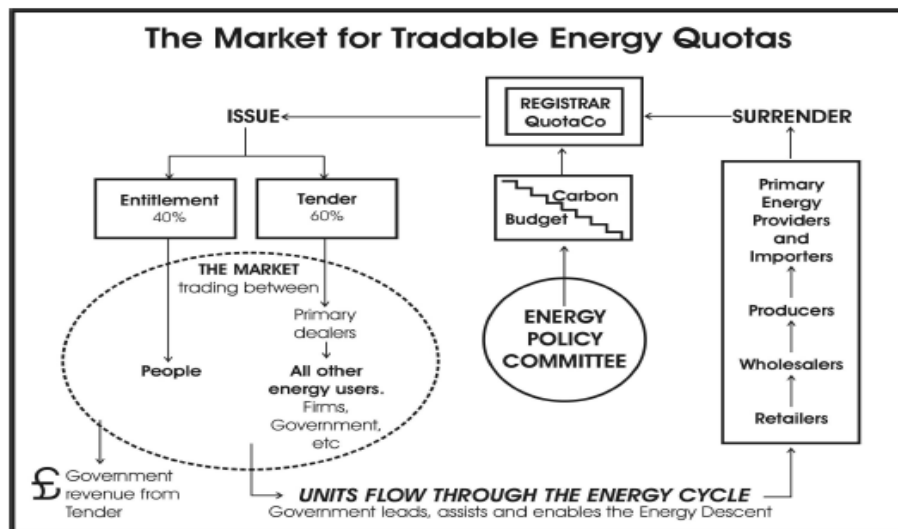 The Market for Tradable Energy Quotas
REGISTRAR
QuotaCo
ISSUE
SURRENDER
Entitlement
40%
Tender
60%
Carbon
Budget
Primary
Energy
Providers
and
Importers
Producers
Wholesalers
Retailers
THE MARKET
trading between
Primary
dealers
People
All other
energy users.
Firms,
Government,
etc
ENERGY
POLICY
COMMITTEE
£ Government
revenue from
Tender
UNITS FLOW THROUGH THE ENERGY CYCLE
Government leads, assists and enables the Energy Descent